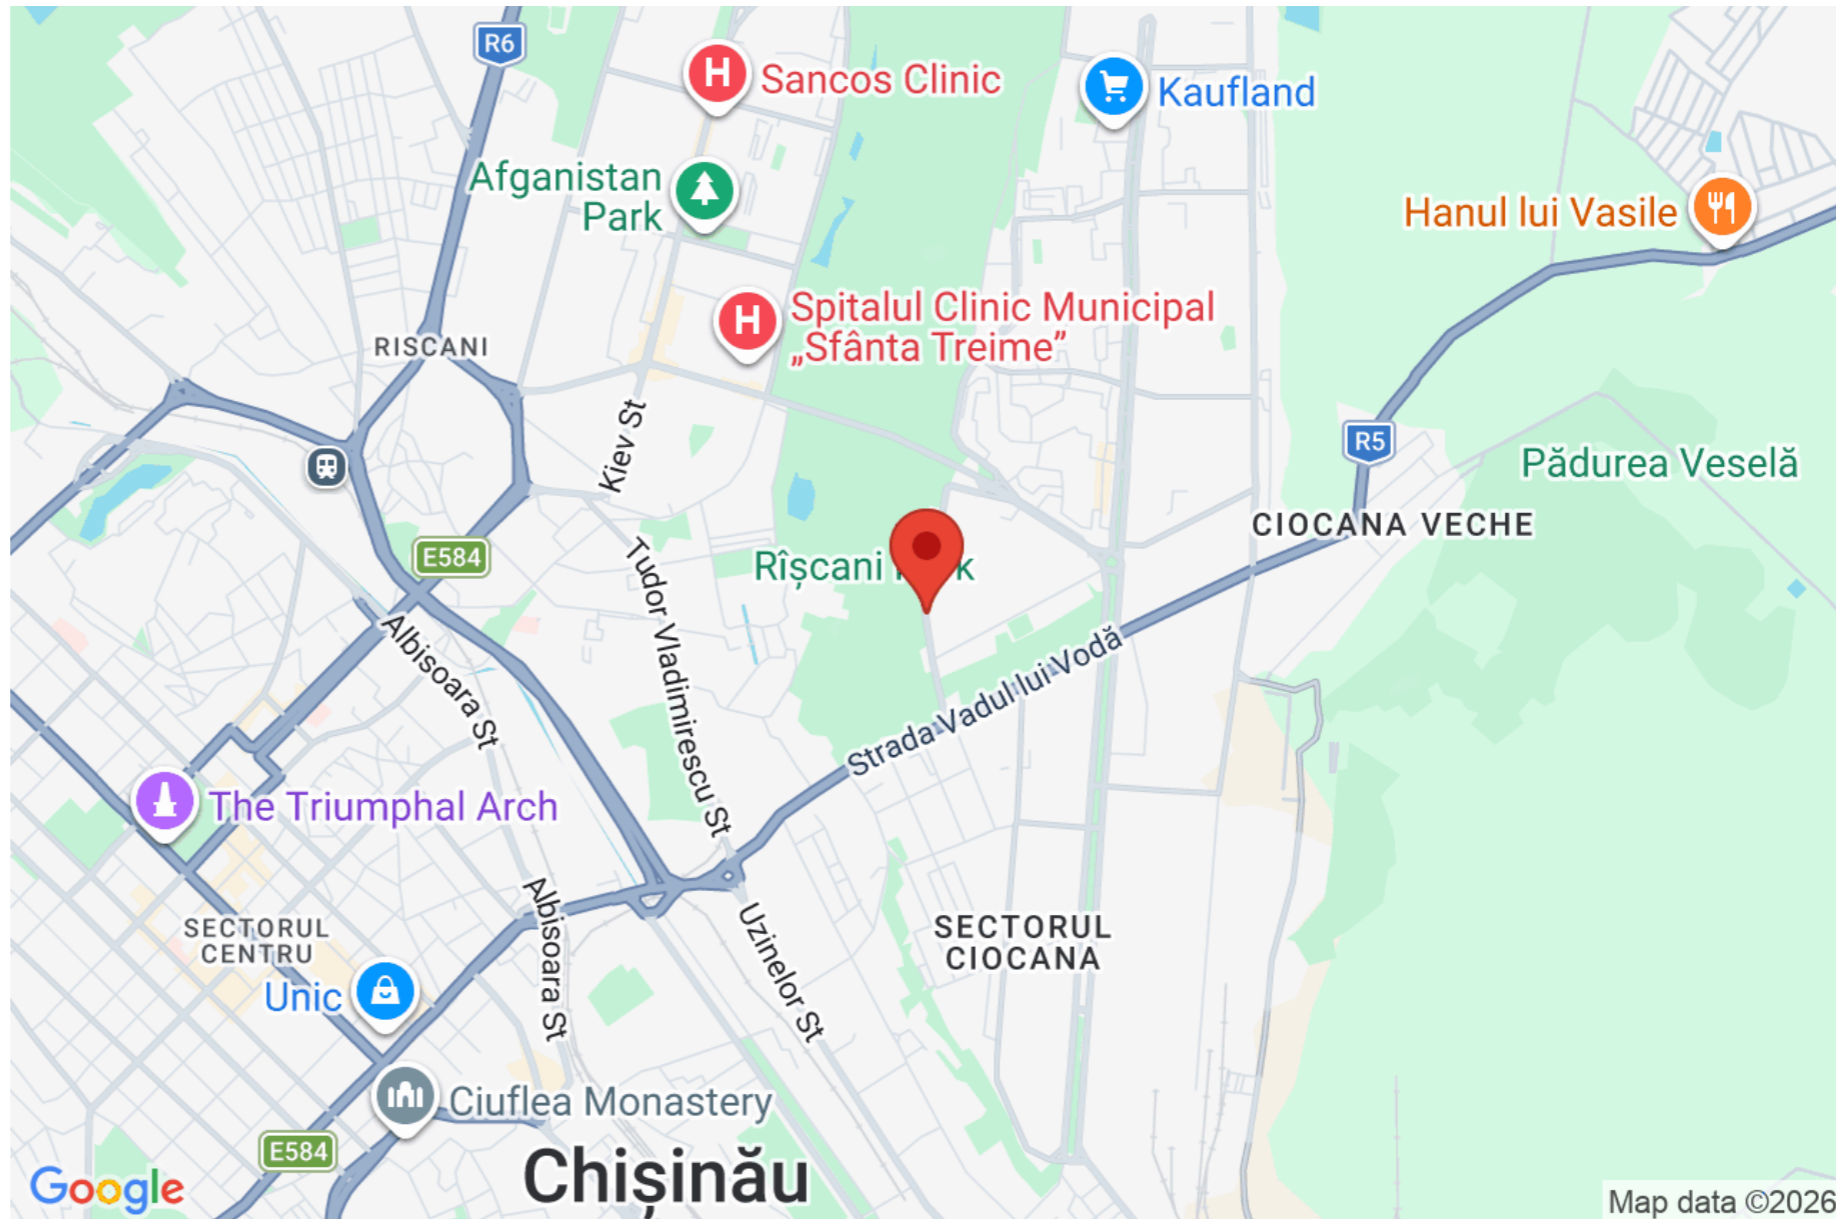 R6
H
Sancos Clinic
Kaufland
Afganistan
Park
Hanul lui Vasile
H
Spitalul Clinic Municipal
„Sfânta Treime”
RISCANI
Kiev St
R5
Pădurea Veselă
CIOCANA VECHE
E584
Rîșcani
k
Tudor Vladimirescu St
Albisoara St
Strada Vadul lui Vodă
The Triumphal Arch
Albisoara St
Uzinelor St
SECTORUL
CENTRU
SECTORUL
CIOCANA
Unic
Ciuflea Monastery
E584
Chișinău
Google
Map data ©2026